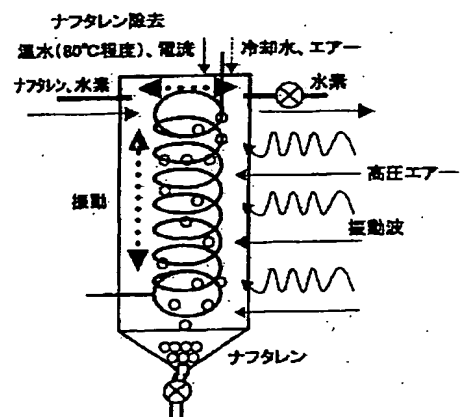 ナフタレン除去
温水(80℃程度)、電流
冷却水、エアー
ナフタレン、水素
水素
高圧エアー
振動
振動波
ナフタレン